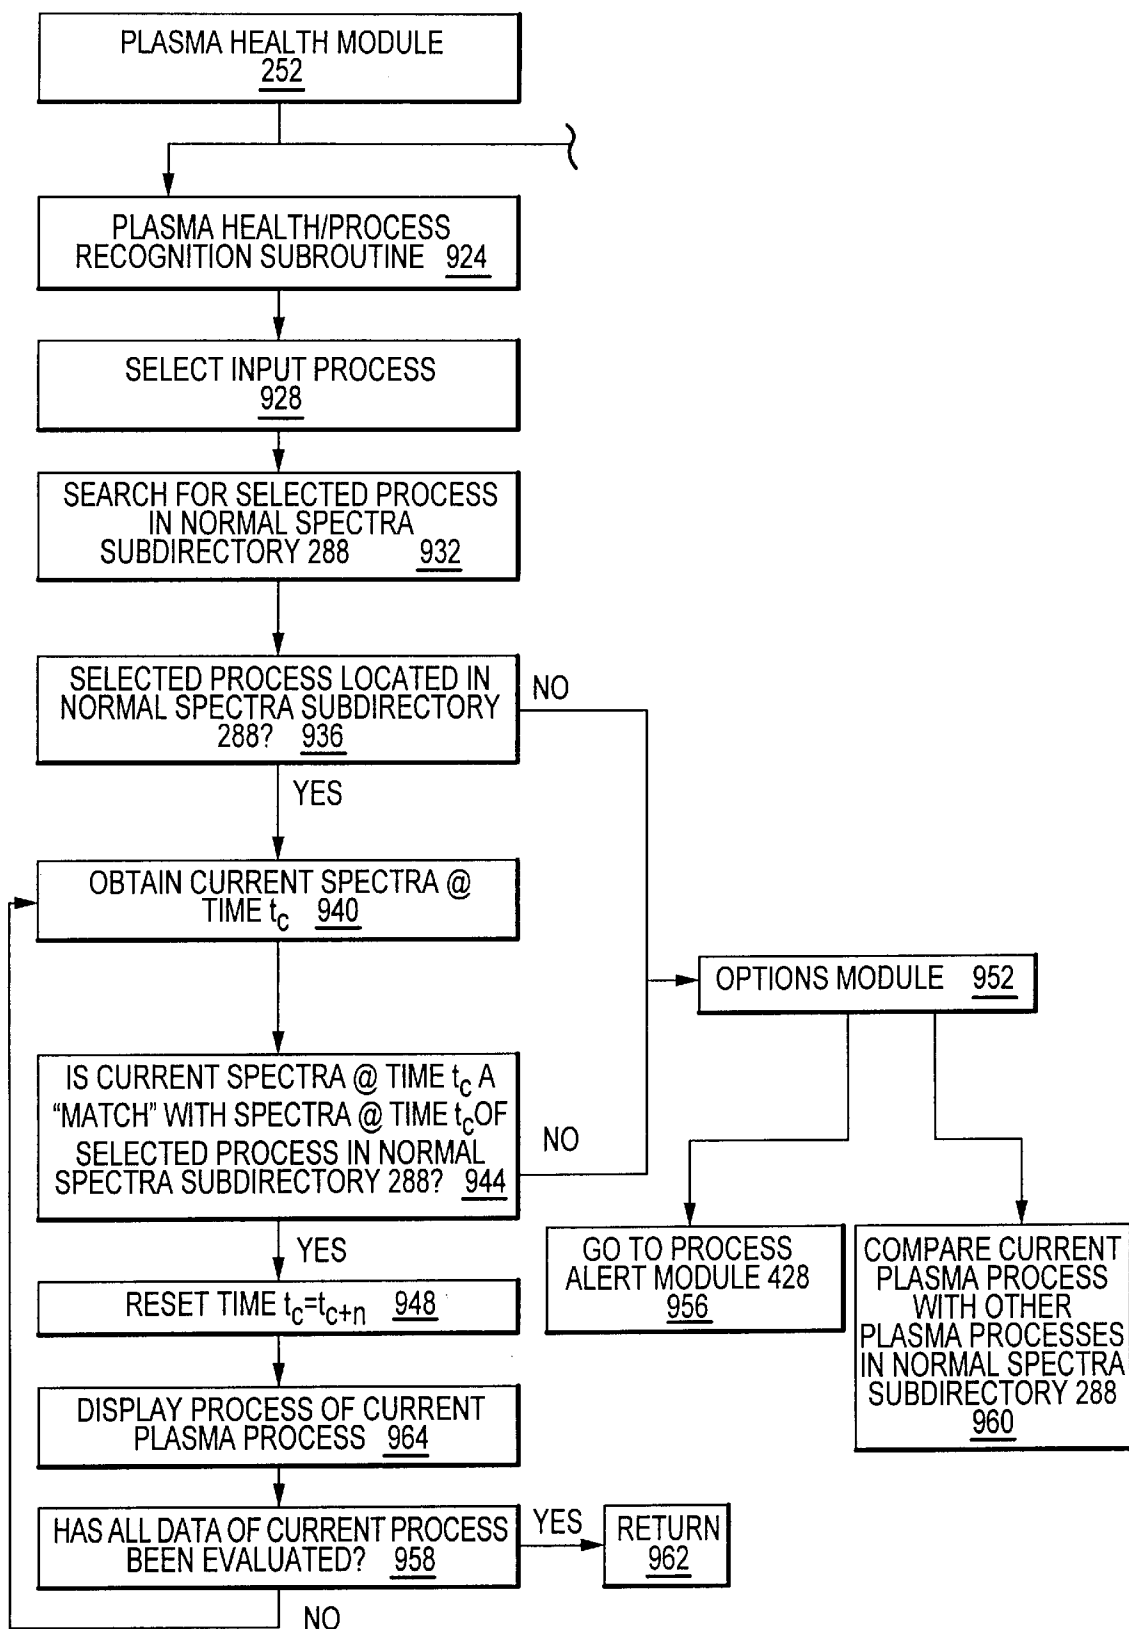 PLASMA HEALTH MODULE
252
PLASMA HEALTH/PROCESS
RECOGNITION SUBROUTINE 924
SELECT INPUT PROCESS
928
SEARCH FOR SELECTED PROCESS
IN NORMAL SPECTRA
SUBDIRECTORY 288 932
SELECTED PROCESS LOCATED IN
NORMAL SPECTRA SUBDIRECTORY
288? 936
NO
YES
OBTAIN CURRENT SPECTRA @
TIME tc 940
OPTIONS MODULE 952
IS CURRENT SPECTRA @ TIME tc A
“MATCH” WITH SPECTRA @ TIME tc OF
SELECTED PROCESS IN NORMAL
SPECTRA SUBDIRECTORY 288? 944
NO
YES
GO TO PROCESS
ALERT MODULE 428
956
COMPARE CURRENT
PLASMA PROCESS
WITH OTHER
PLASMA PROCESSES
IN NORMAL SPECTRA
SUBDIRECTORY 288
960
RESET TIME tc=tc+n 948
DISPLAY PROCESS OF CURRENT
PLASMA PROCESS 964
HAS ALL DATA OF CURRENT PROCESS
BEEN EVALUATED? 958
YES
RETURN
962
NO